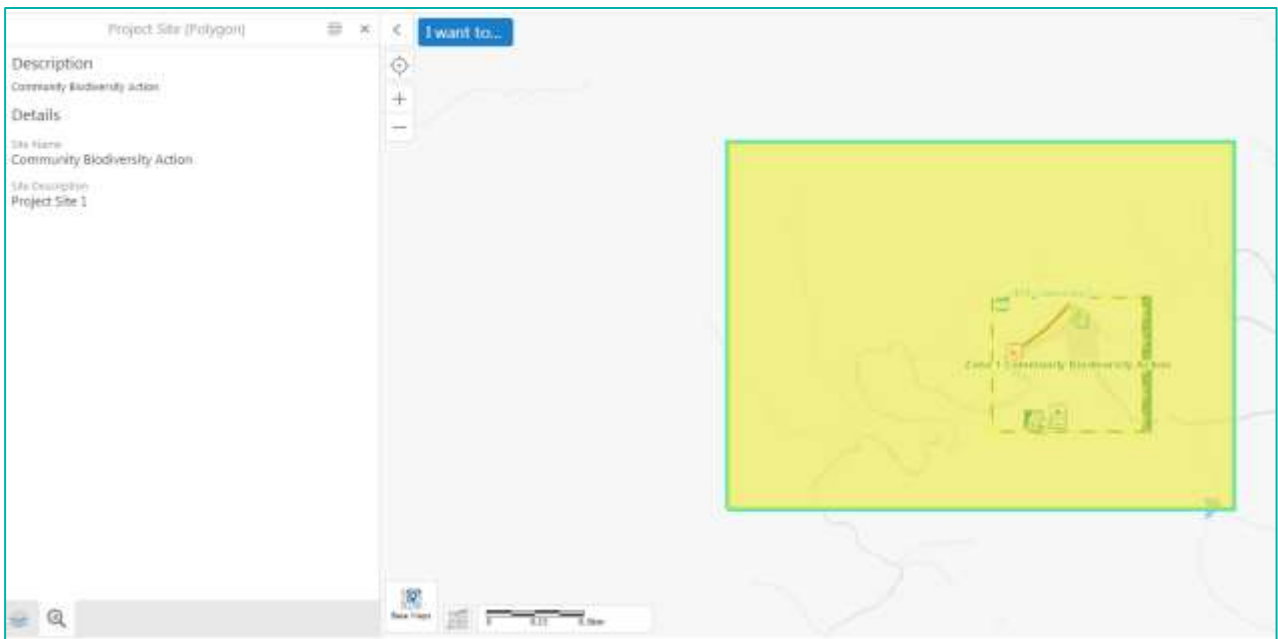 Project Site (Polygon)
I want to...
Description
Community Biodiversity Action
Details
Site Name
Community Biodiversity Action
Site Description
Project Site 1
Zone 1 Community Biodiversity Action
Base Maps
0